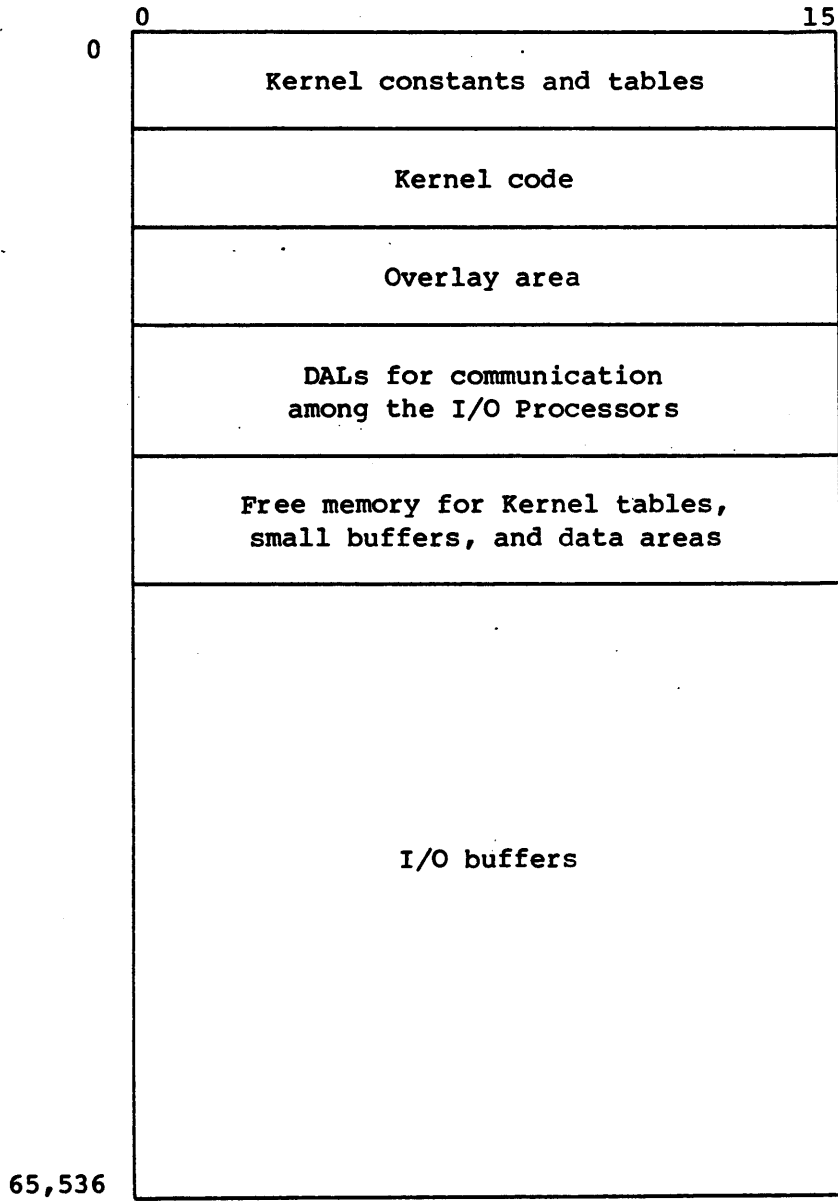 0 15
0
Kernel constants and tables
Kernel code
Overlay area
DALs for communication
among the I/O Processors
Free memory for Kernel tables,
small buffers, and data areas
I/O buffers
65,536